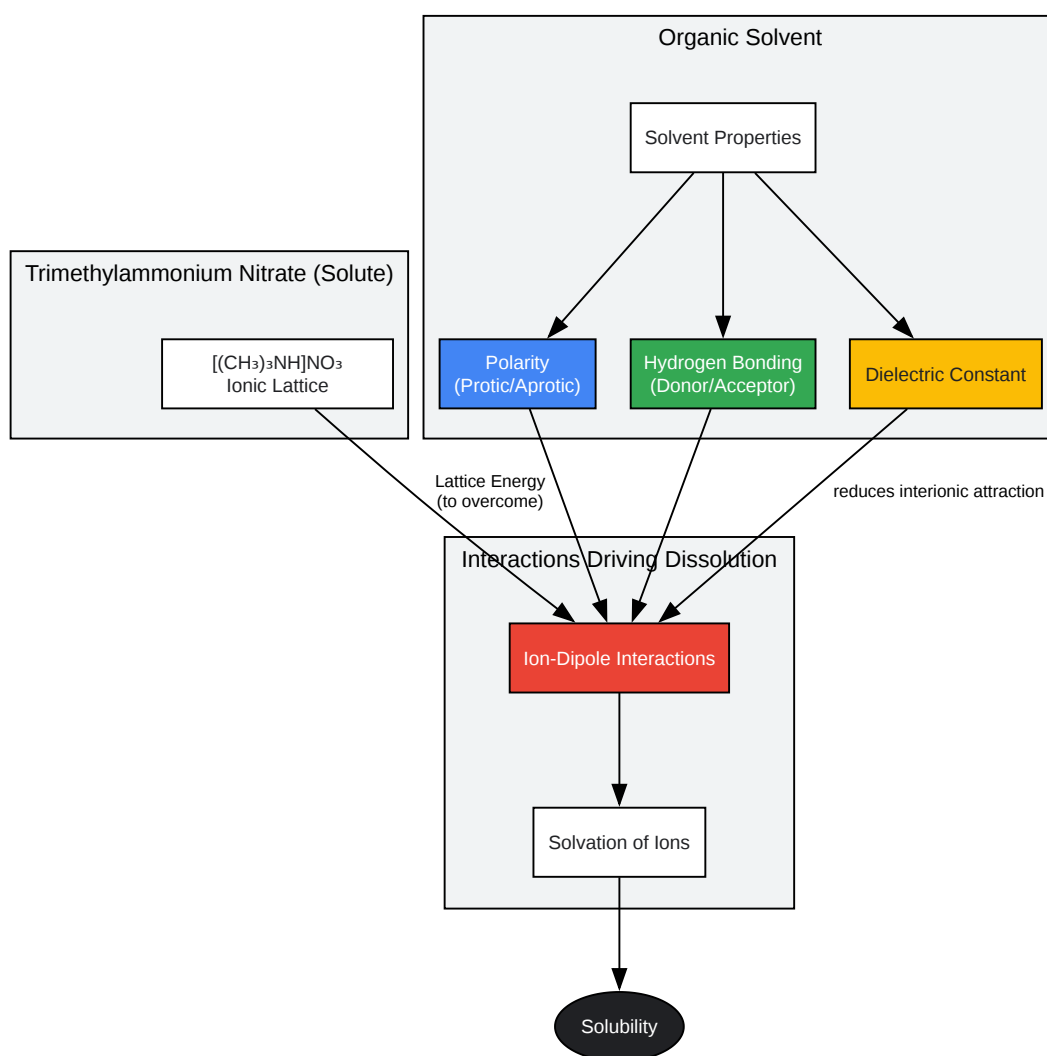 Organic Solvent
Solvent Properties
Trimethylammonium Nitrate (Solute)
[(CH₃)₃NH]NO₃
Ionic Lattice
Polarity
(Protic/Aprotic)
Hydrogen Bonding
(Donor/Acceptor)
Dielectric Constant
Lattice Energy
(to overcome)
reduces interionic attraction
Interactions Driving Dissolution
Ion-Dipole Interactions
Solvation of Ions
Solubility